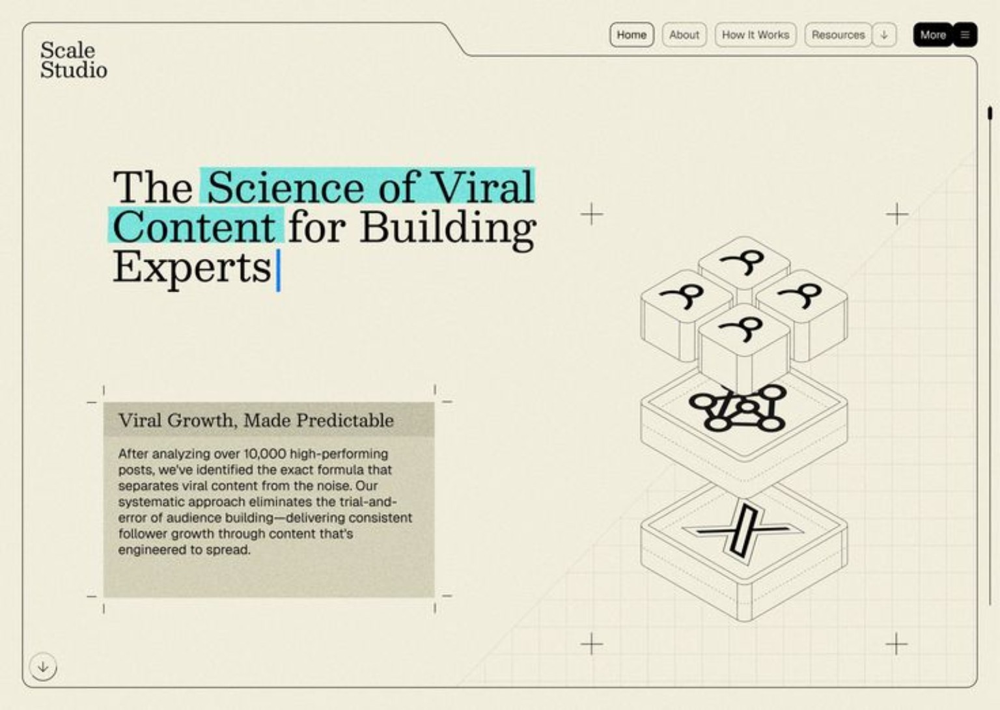 Home
About
How It Works
Resources
More
Scale
Studio
The Science of Viral
Content for Building
Experts
Viral Growth, Made Predictable
After analyzing over 10,000 high-performing
posts, we've identified the exact formula that
separates viral content from the noise. Our
systematic approach eliminates the trial-and-
error of audience building—delivering consistent
follower growth through content that's
engineered to spread.